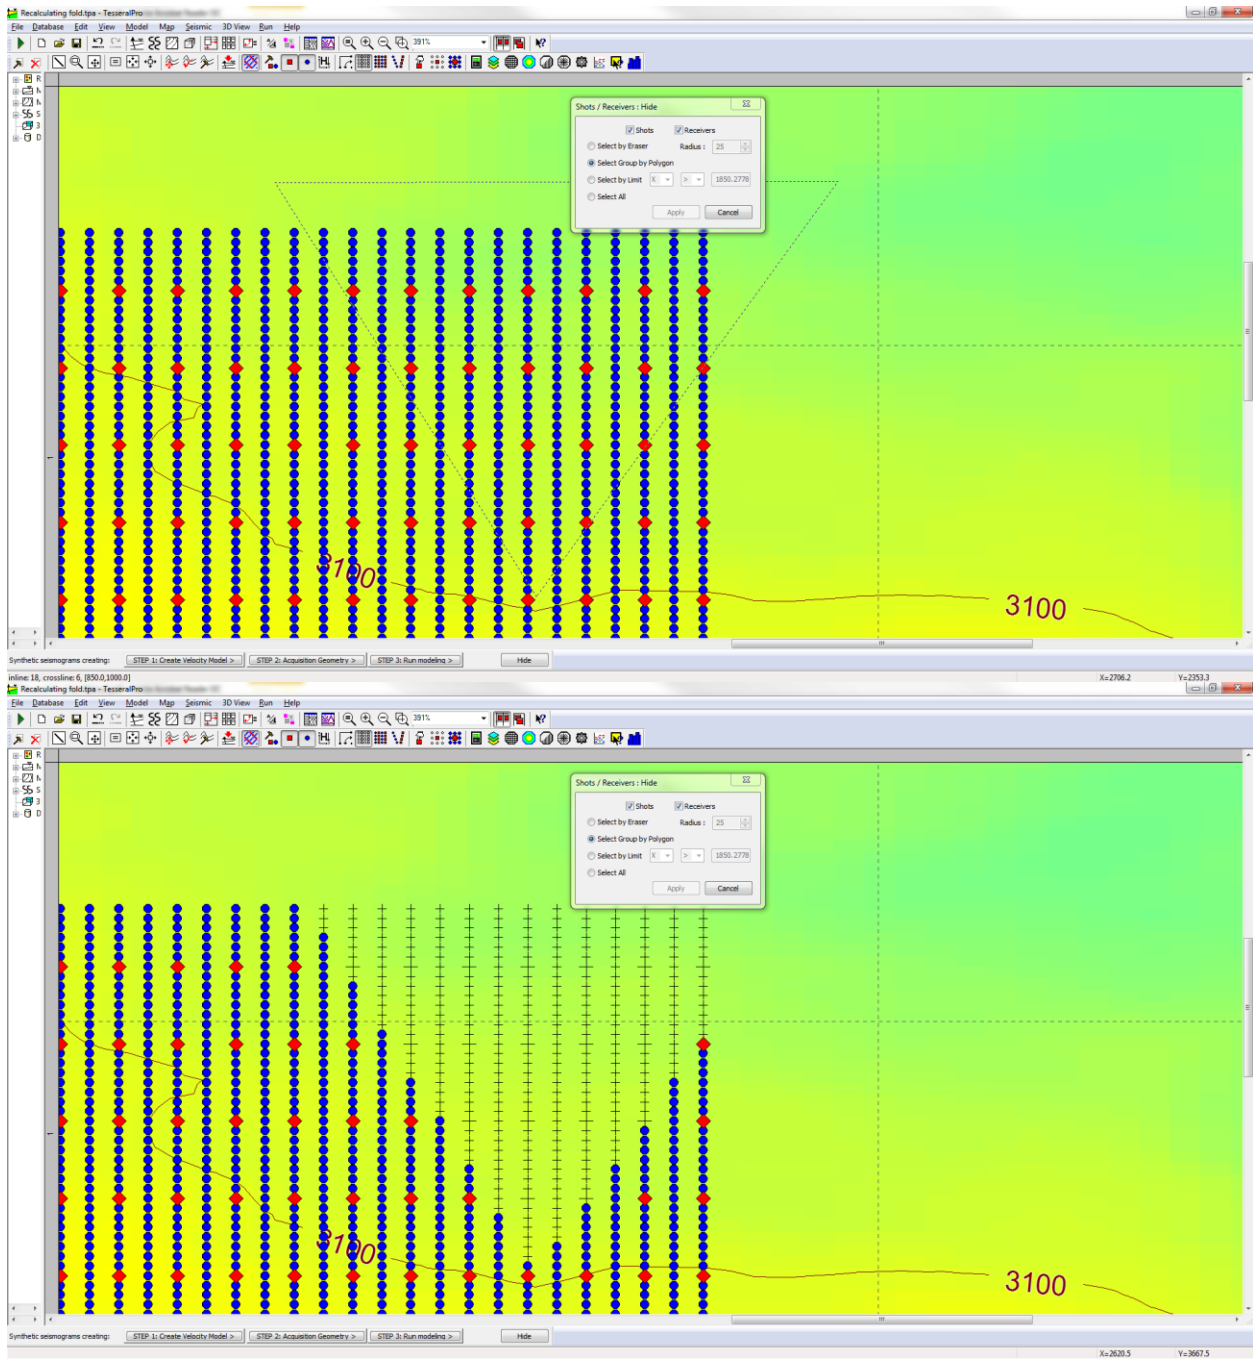 Recalculating fold.tpa - TesseralPro
File Database Edit View Model Map Seismic 3D View Run Help
391%
R
M
M
S
3
D
Shots / Receivers : Hide
Shots Receivers
Select by Eraser Radius : 25
Select Group by Polygon
Select by Limit X > 1850.2778
Select All
Apply Cancel
1
3100
3100
Synthetic seismograms creating: STEP 1: Create Velocity Model > STEP 2: Acquisition Geometry > STEP 3: Run modeling > Hide
inline: 18, crossline: 6, [850.0,1000.0] X=2706.2 Y=2353.3
Recalculating fold.tpa - TesseralPro
File Database Edit View Model Map Seismic 3D View Run Help
391%
R
M
M
S
3
D
Shots / Receivers : Hide
Shots Receivers
Select by Eraser Radius : 25
Select Group by Polygon
Select by Limit X > 1850.2778
Select All
Apply Cancel
1
3100
3100
Synthetic seismograms creating: STEP 1: Create Velocity Model > STEP 2: Acquisition Geometry > STEP 3: Run modeling > Hide
X=2620.5 Y=3667.5